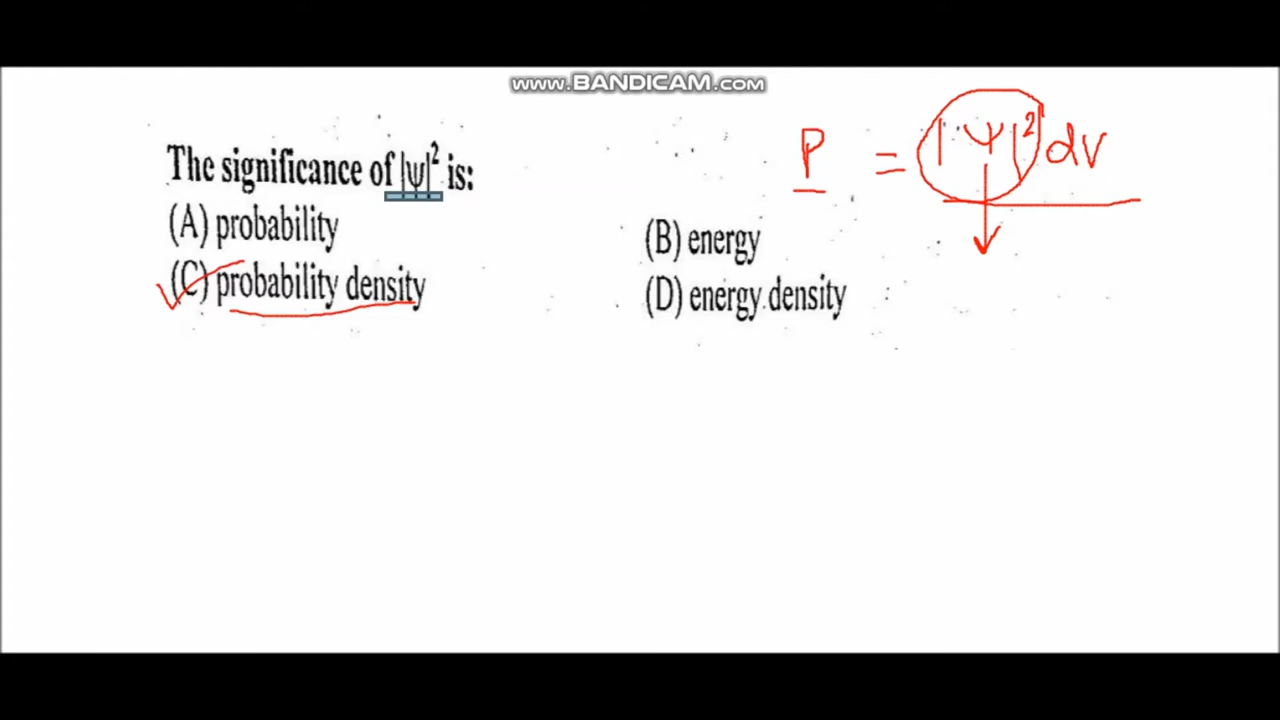 www.BANDICAM.com
The significance of |ψ|² is:
(A) probability
(B) energy
(C) probability density
(D) energy density
P = |ψ|² dv